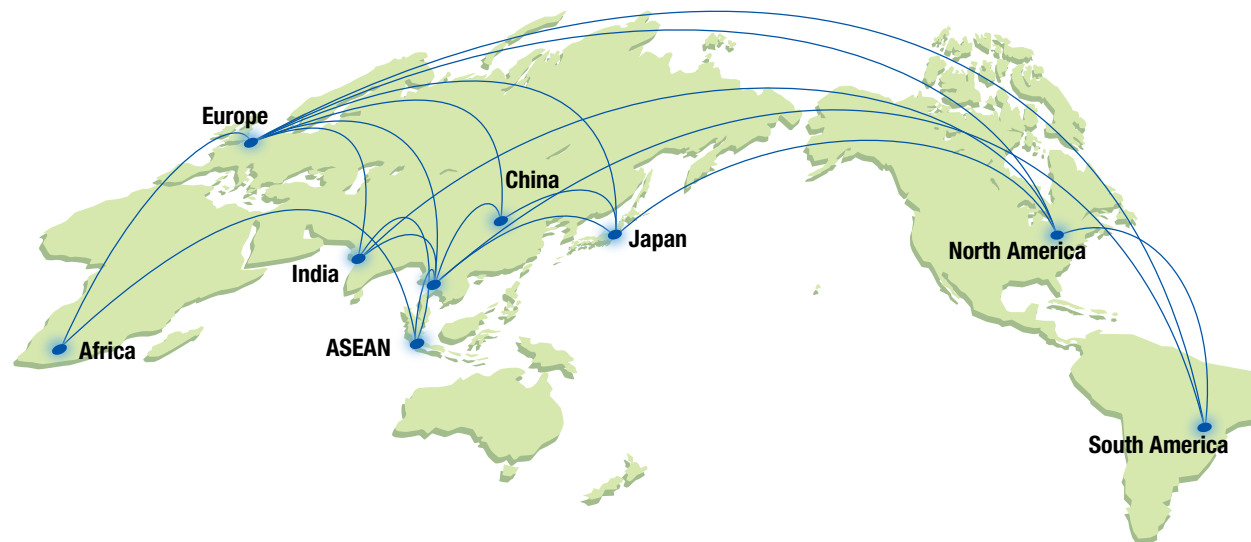 Europe
China
Japan
India
North America
Africa
ASEAN
South America